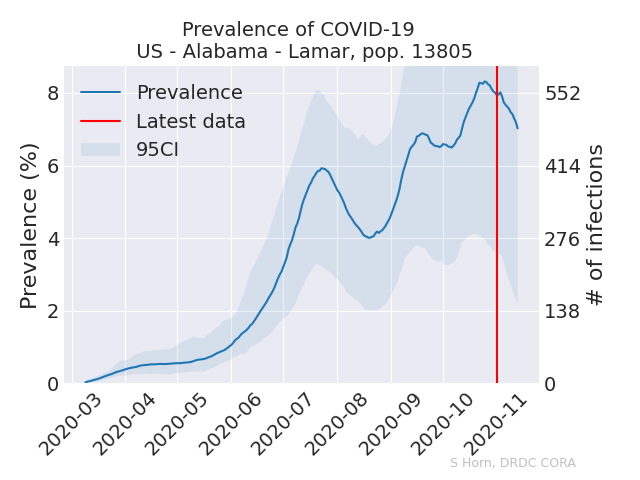 Prevalence of COVID-19
US - Alabama - Lamar, pop. 13805
Prevalence (%)
8
6
4
2
0
Prevalence
Latest data
95CI
552
414
276
138
0
# of infections
2020-03
2020-04
2020-05
2020-06
2020-07
2020-08
2020-09
2020-10
2020-11
S Horn, DRDC CORA